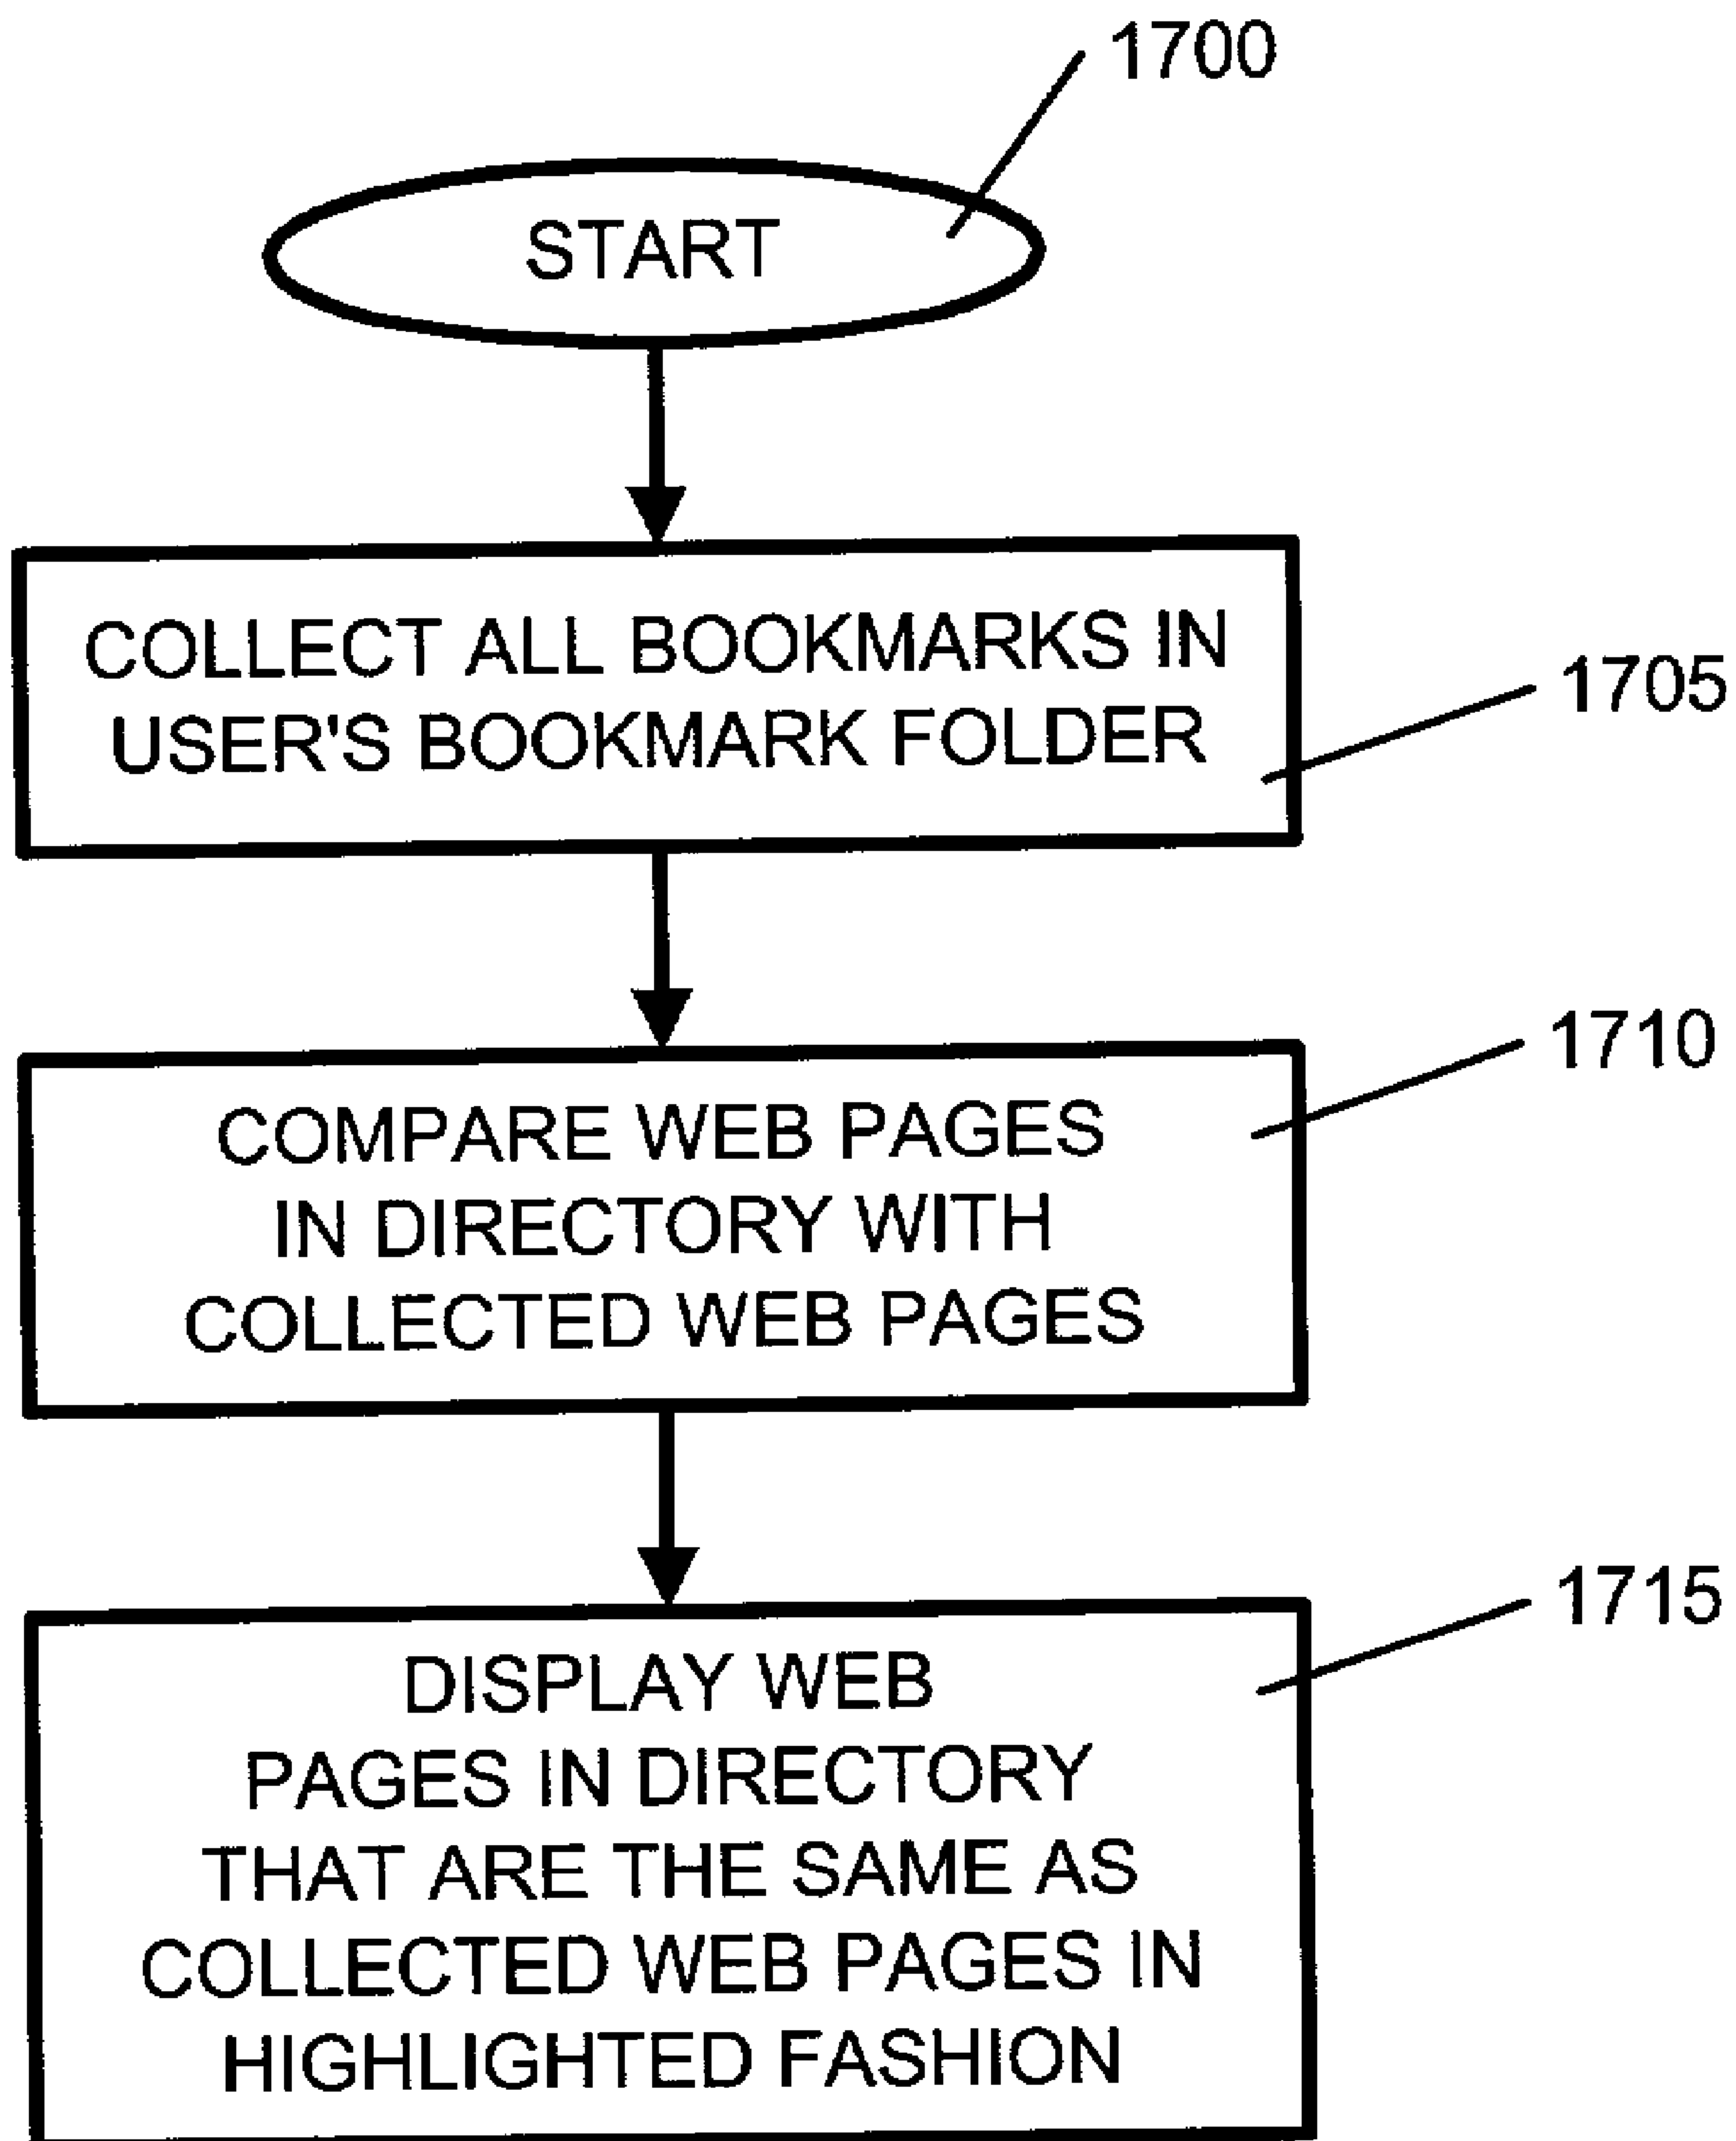 1700
START
COLLECT ALL BOOKMARKS IN
USER'S BOOKMARK FOLDER
1705
1710
COMPARE WEB PAGES
IN DIRECTORY WITH
COLLECTED WEB PAGES
1715
DISPLAY WEB
PAGES IN DIRECTORY
THAT ARE THE SAME AS
COLLECTED WEB PAGES IN
HIGHLIGHTED FASHION